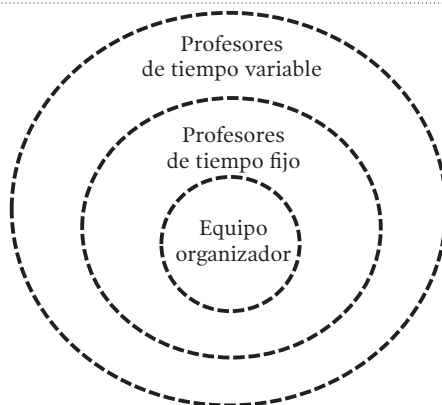 Profesores
de tiempo variable
Profesores
de tiempo fijo
Equipo
organizador